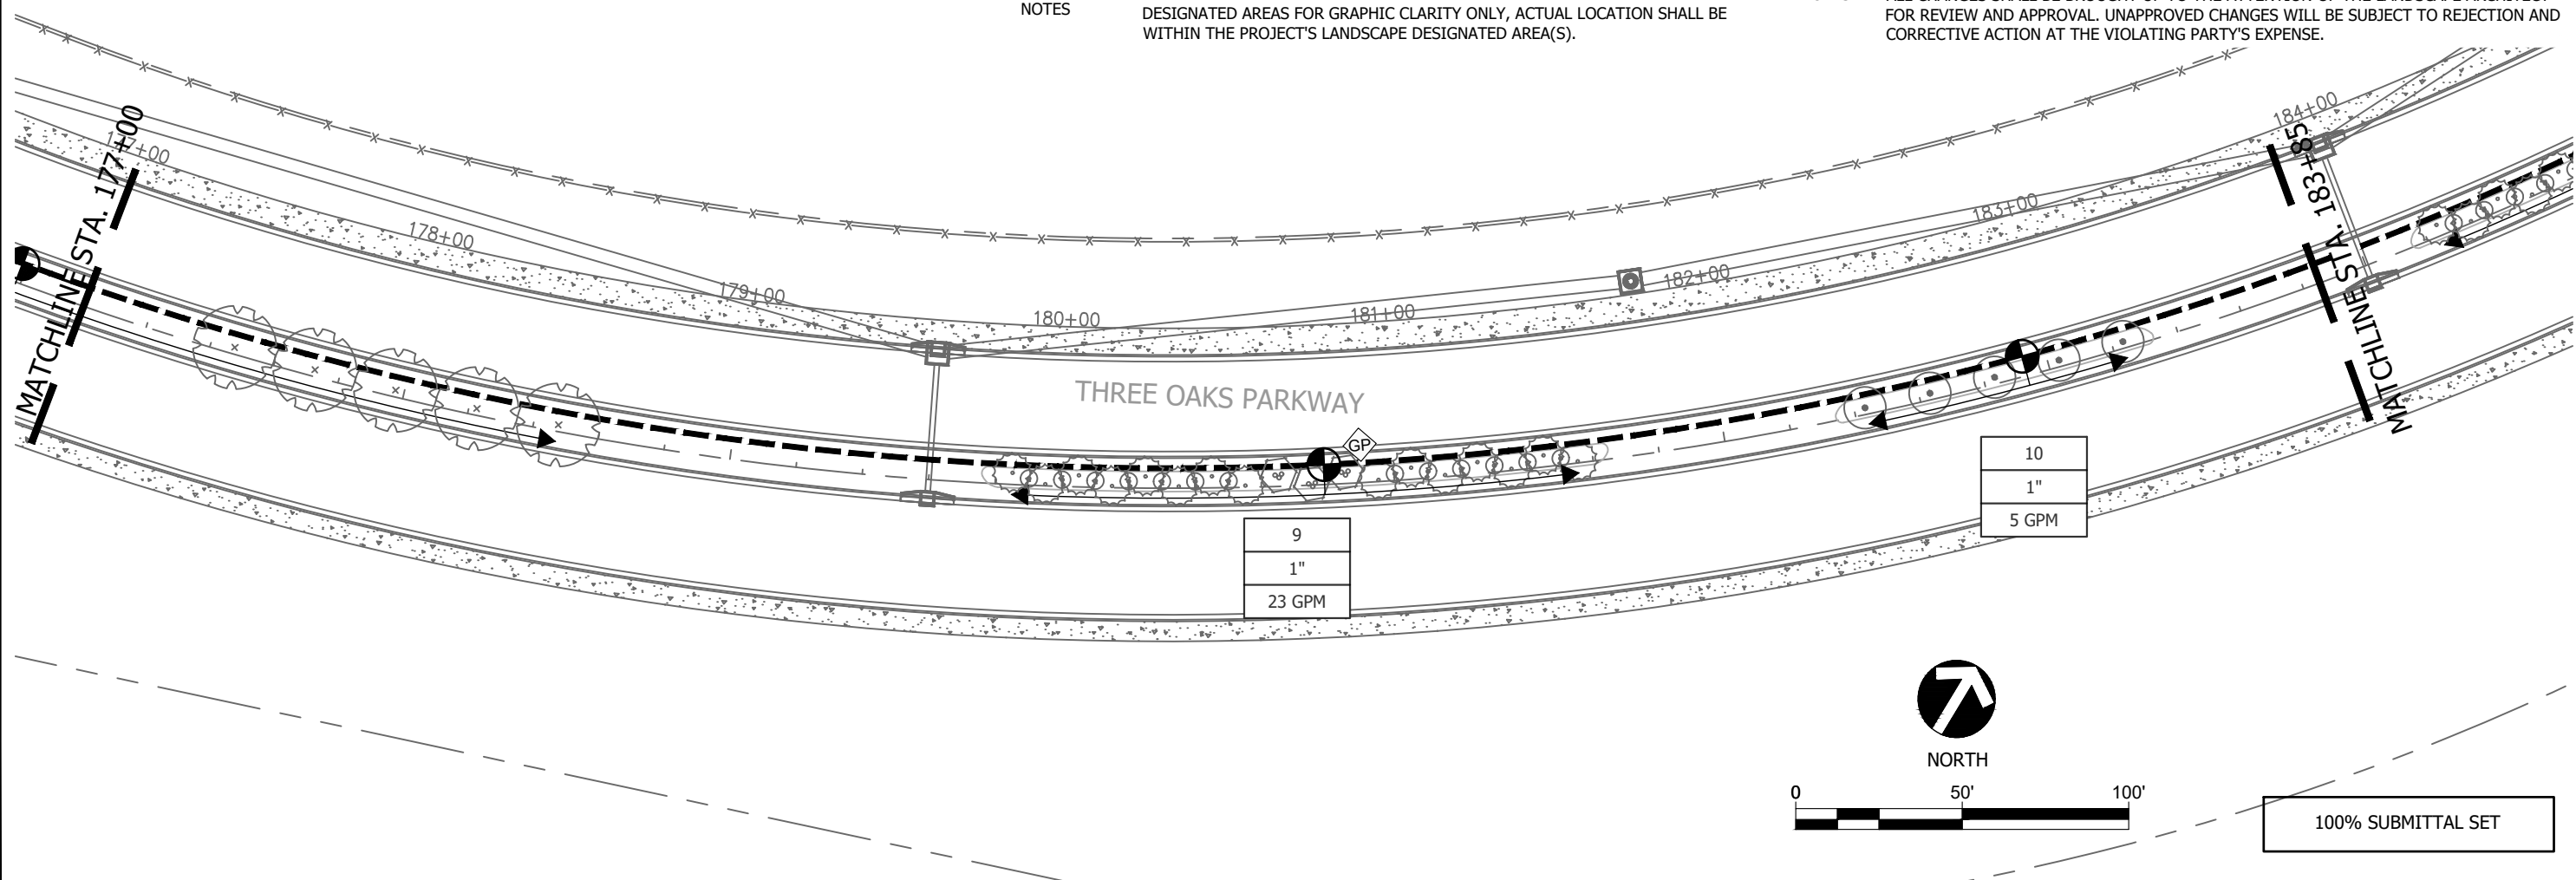 NOTES
DESIGNATED AREAS FOR GRAPHIC CLARITY ONLY, ACTUAL LOCATION SHALL BE
WITHIN THE PROJECT'S LANDSCAPE DESIGNATED AREA(S).
FOR REVIEW AND APPROVAL. UNAPPROVED CHANGES WILL BE SUBJECT TO REJECTION AND
CORRECTIVE ACTION AT THE VIOLATING PARTY'S EXPENSE.
MATCHLINE STA. 177+00
177+00
178+00
179+00
180+00
181+00
182+00
183+00
184+00
MATCHLINE STA. 183+85
THREE OAKS PARKWAY
GP
9
1"
23 GPM
10
1"
5 GPM
NORTH
0 50' 100'
100% SUBMITTAL SET